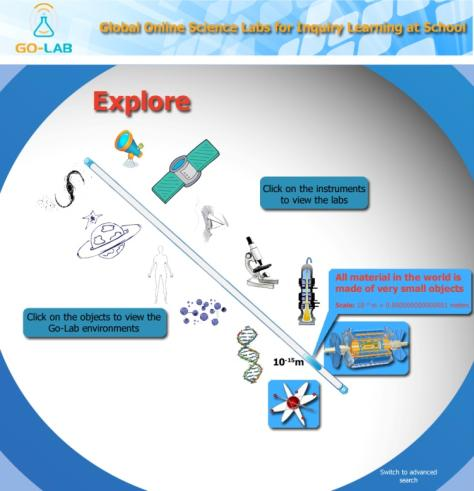 GO-LAB
Global Online Science Labs for Inquiry Learning at School
Explore
Click on the instruments
to view the labs
All material in the world is
made of very small objects
Click on the objects to view the
Go-Lab environments
10⁻¹⁵m
Switch to advanced
search